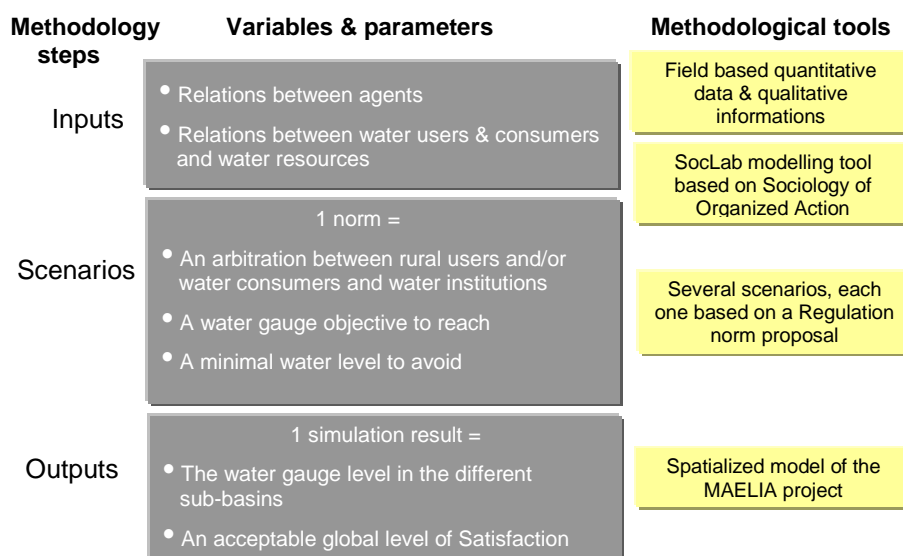 Methodology steps
Variables & parameters
Methodological tools
Inputs
• Relations between agents
• Relations between water users & consumers
and water resources
Field based quantitative
data & qualitative
informations
SocLab modelling tool
based on Sociology of
Organized Action
Scenarios
1 norm =
• An arbitration between rural users and/or
water consumers and water institutions
• A water gauge objective to reach
• A minimal water level to avoid
Several scenarios, each
one based on a Regulation
norm proposal
Outputs
1 simulation result =
• The water gauge level in the different
sub-basins
• An acceptable global level of Satisfaction
Spatialized model of the
MAELIA project